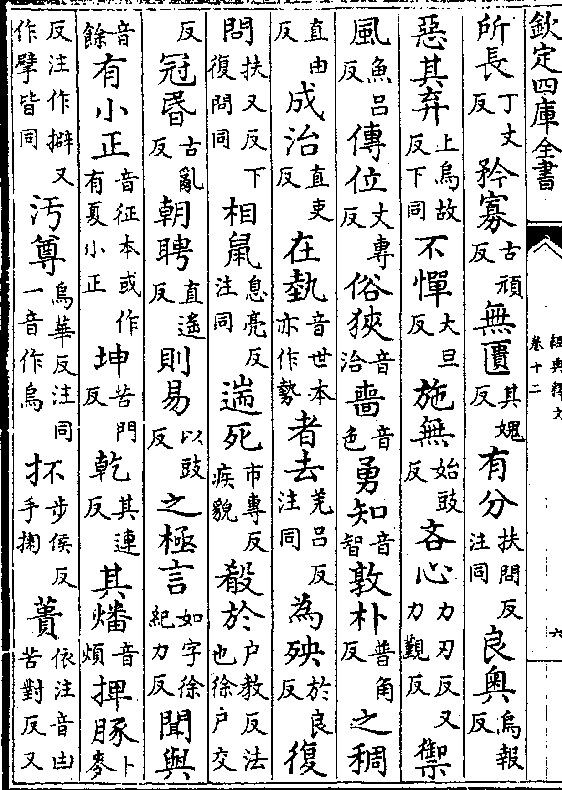 欽定四庫全書
經典釋文
卷十二
六
所長丁丈反矜寡古頑反無匱其媿反有分扶問反注同良奥烏報反
惡其弃上烏故反下同不憚大旦反施無始豉反吝心力刃反又力觀反禦
風魚吕反傳位丈專反俗狹音洽嗇音色勇知音智敦朴普角反之稠
直由反成治直吏反在埶音世本亦作勢者去羌吕反注同為殃於良反復
扶又反下問復問同相鼠息亮反注同遄死市專反疾貌殽於户教反法也徐户交
反冠昏古亂反朝聘直遥反則易以豉反之極言如字徐紀力反聞與
音餘有小正音征本或作有夏小正坤苦門反乾其連反其燔音煩捭豚卜麥
反注作擗又作擘皆同汙尊烏華反注同一音作烏抔步侯反手掬蕢依注音凷苦對反又